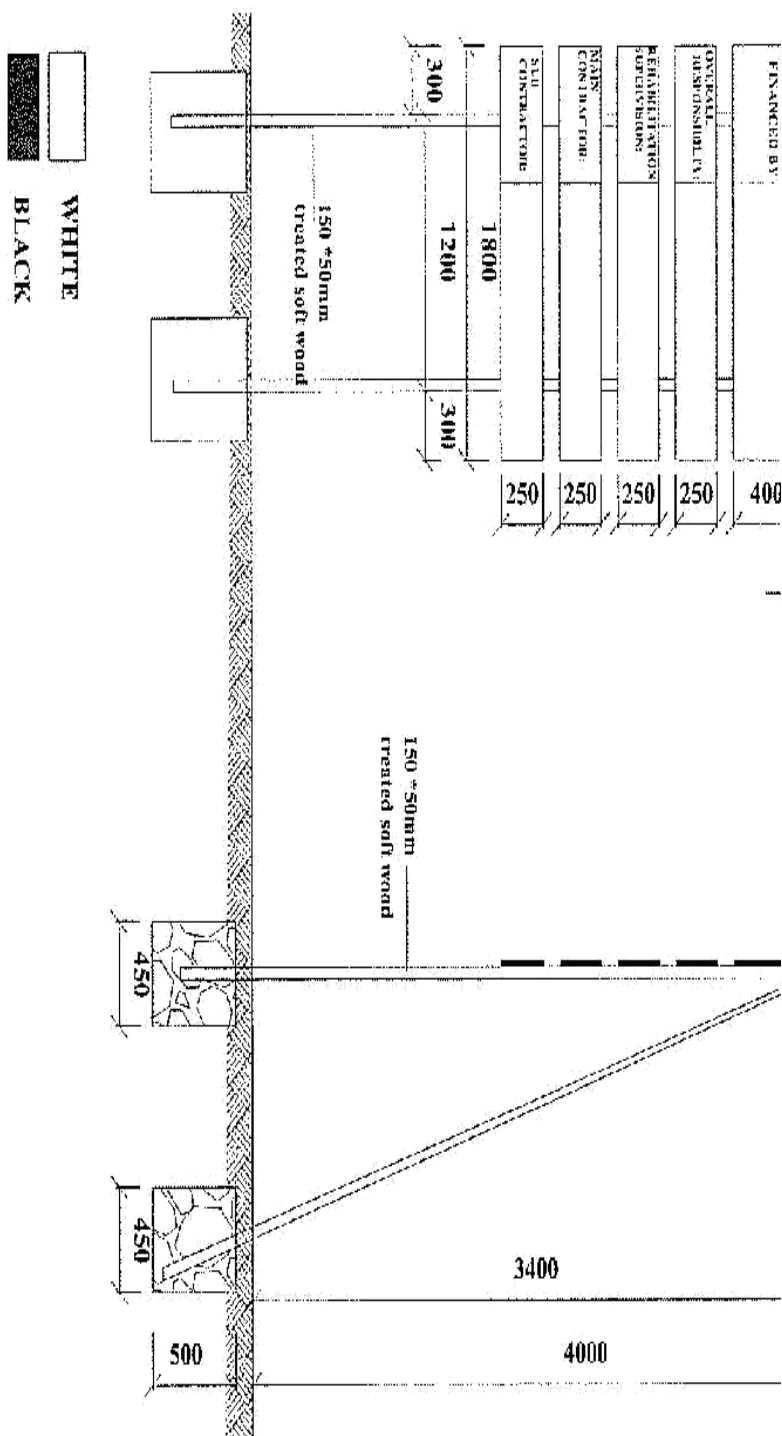 FINANCED BY:
OVERALL
RESPONSIBILITY:
REHABILITATION
SUPERVISION:
MAIN
CONTRACTOR:
SUB
CONTRACTOR:
400
250
250
250
250
1800
300
1200
300
150 *50mm
treated soft wood
150 *50mm
treated soft wood
450
450
3400
4000
500
WHITE
BLACK